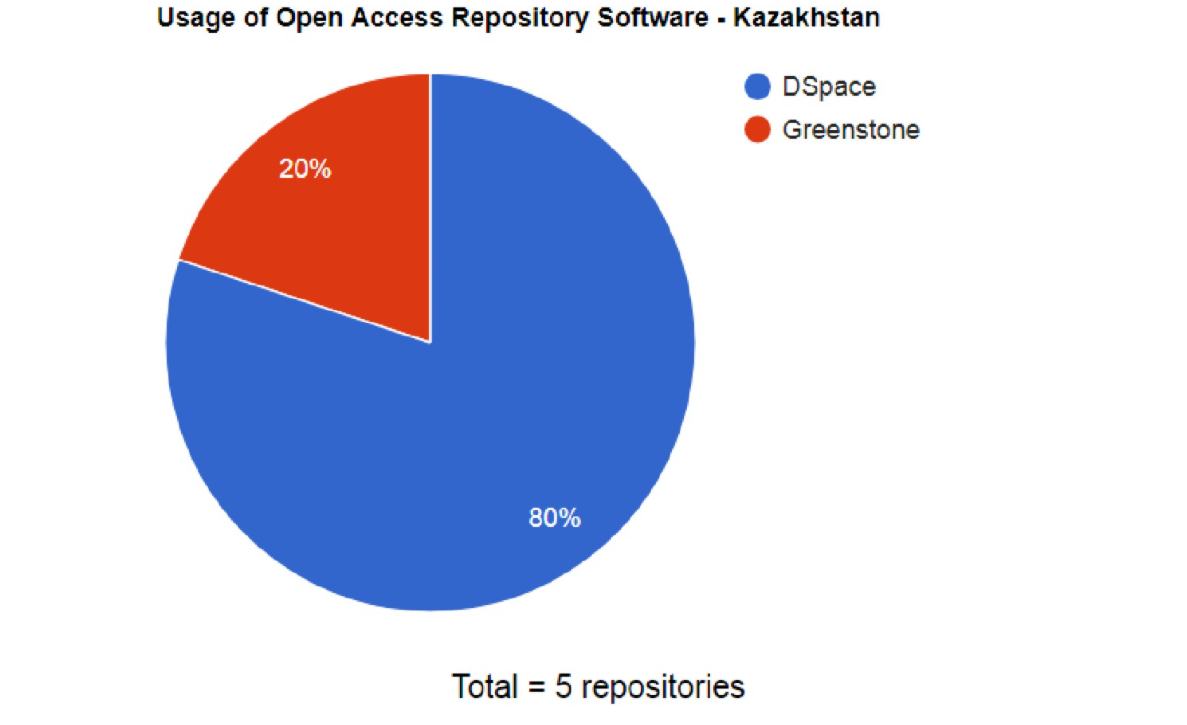 Usage of Open Access Repository Software - Kazakhstan
DSpace
Greenstone
20%
80%
Total = 5 repositories